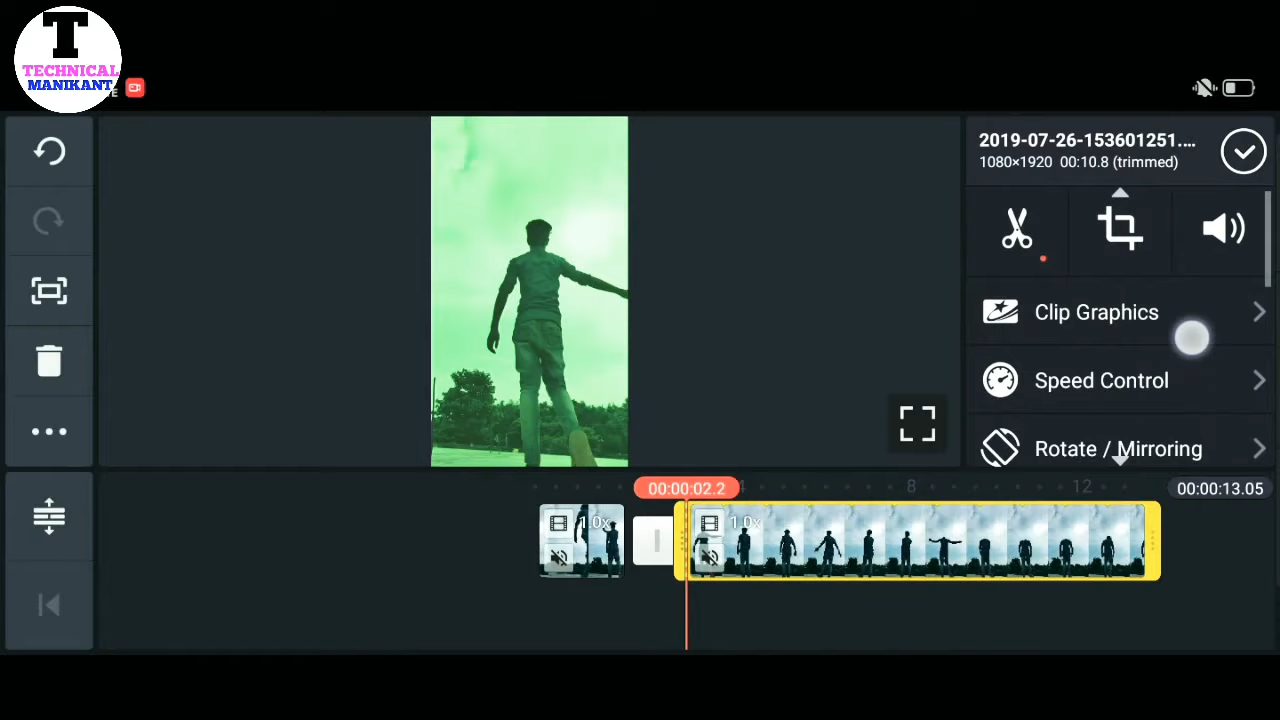 T
TECHNICAL
MANIKANT
E
2019-07-26-153601251....
1080×1920 00:10.8 (trimmed)
Clip Graphics
Speed Control
Rotate / Mirroring
00:00:02.2
4
8
12
00:00:13.05
1.0x
1.0x